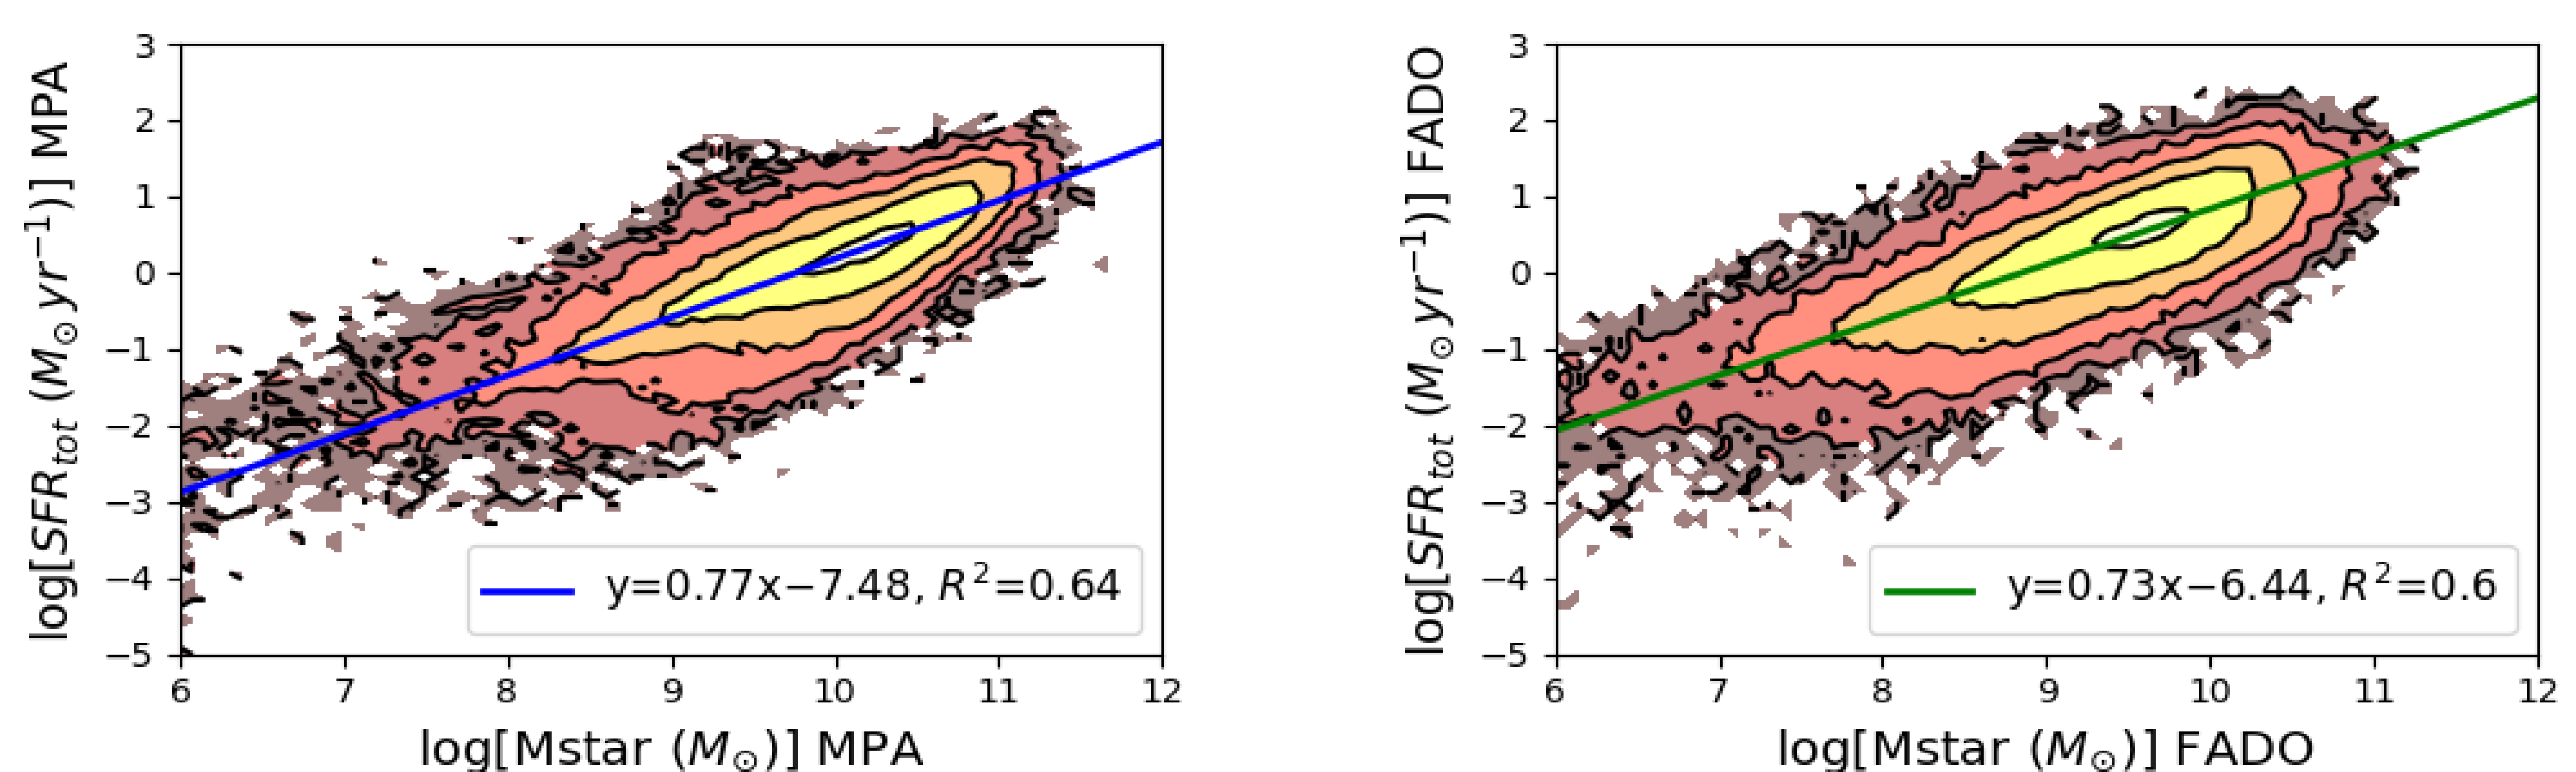 log[SFR_tot (M_⊙ yr⁻¹)] MPA
3
2
1
0
−1
−2
−3
−4
−5
6 7 8 9 10 11 12
y=0.77x−7.48, R²=0.64
log[Mstar (M_⊙)] MPA
log[SFR_tot (M_⊙ yr⁻¹)] FADO
3
2
1
0
−1
−2
−3
−4
−5
6 7 8 9 10 11 12
y=0.73x−6.44, R²=0.6
log[Mstar (M_⊙)] FADO